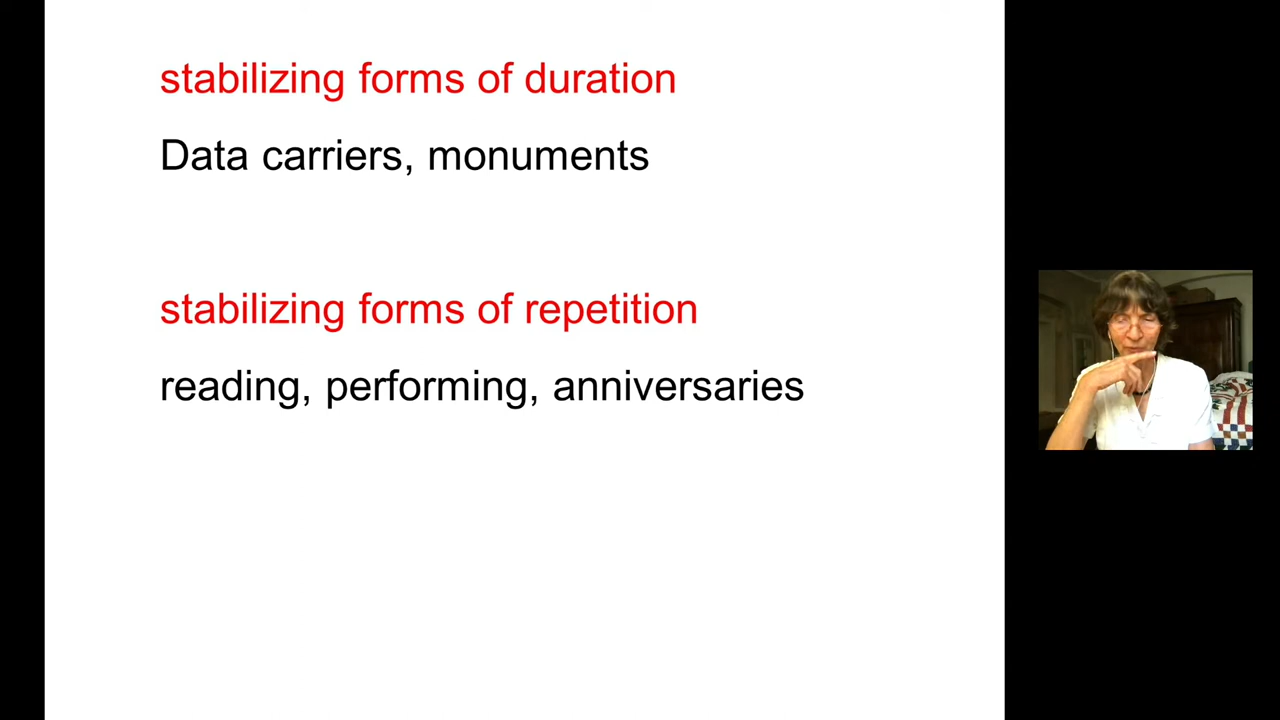 stabilizing forms of duration
Data carriers, monuments
stabilizing forms of repetition
reading, performing, anniversaries